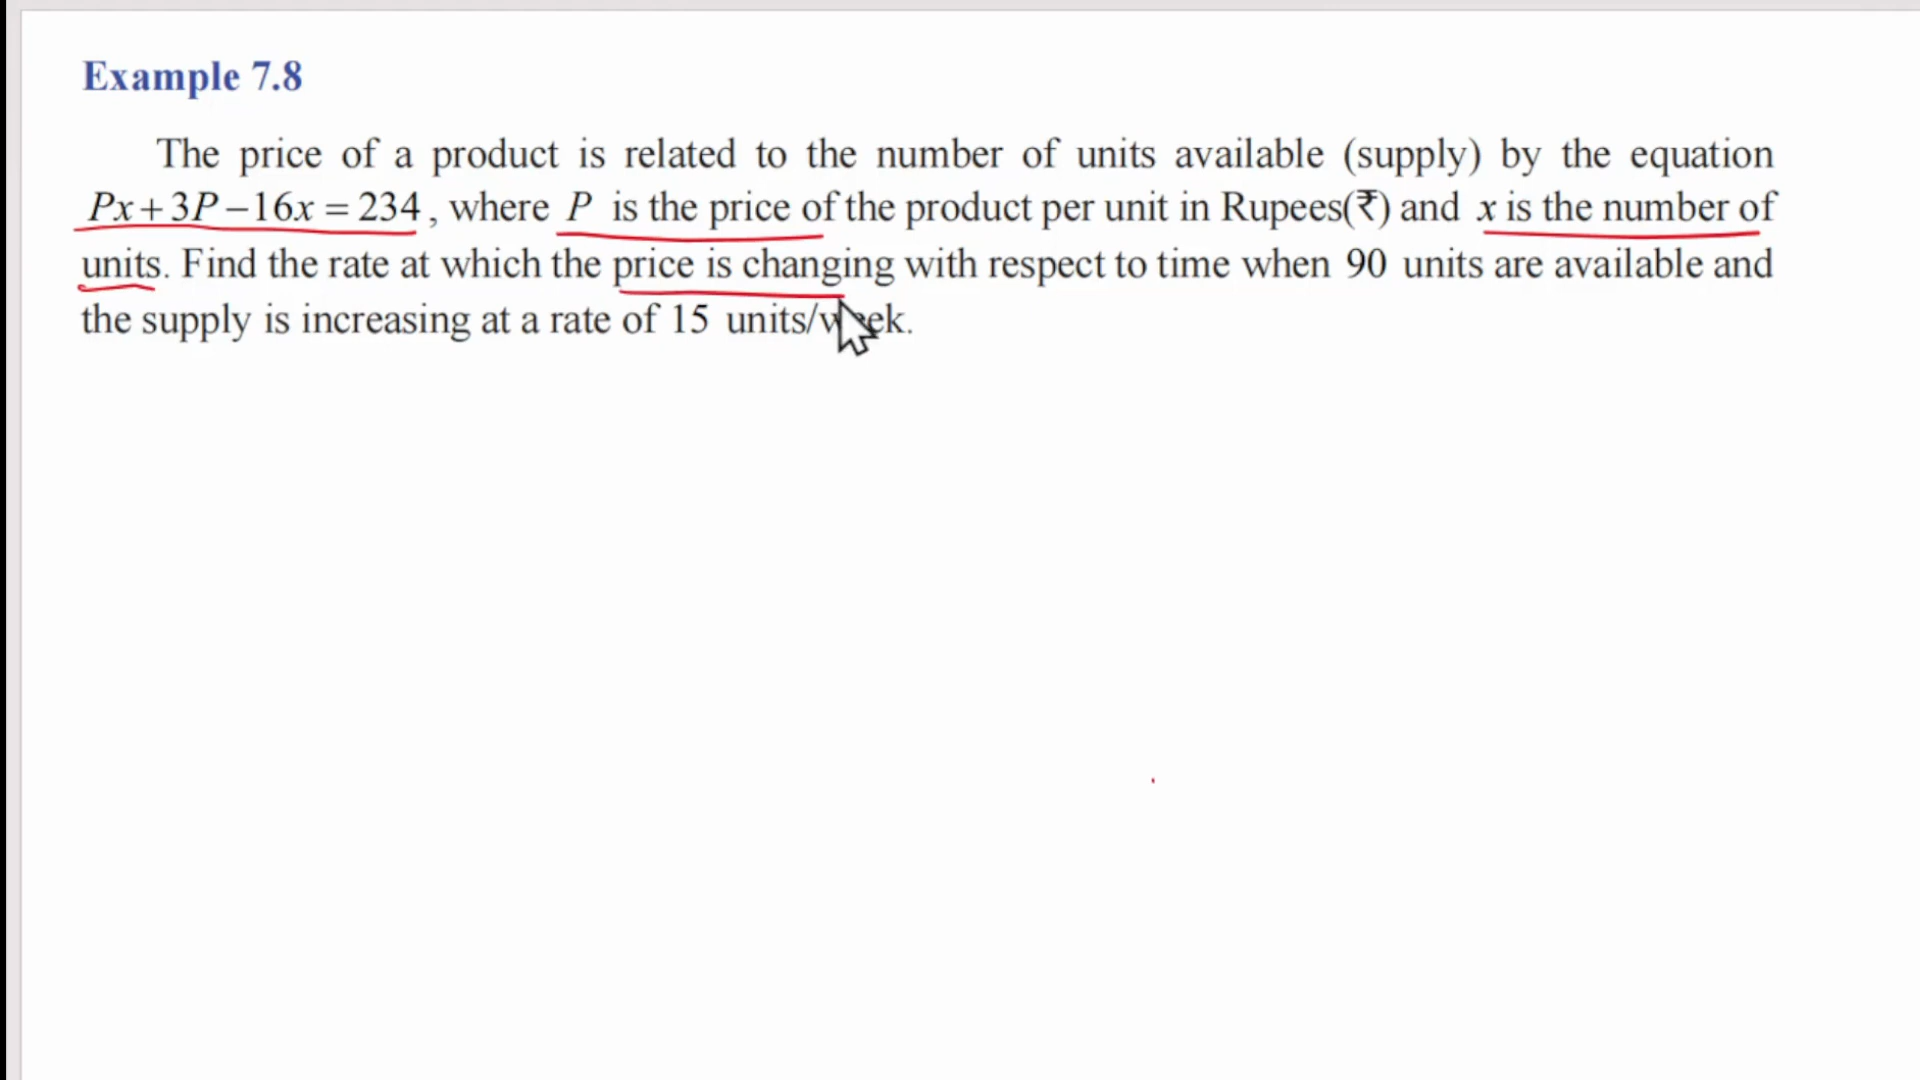 Example 7.8
The price of a product is related to the number of units available (supply) by the equation
Px+3P−16x=234, where P is the price of the product per unit in Rupees(₹) and x is the number of
units. Find the rate at which the price is changing with respect to time when 90 units are available and
the supply is increasing at a rate of 15 units/week.